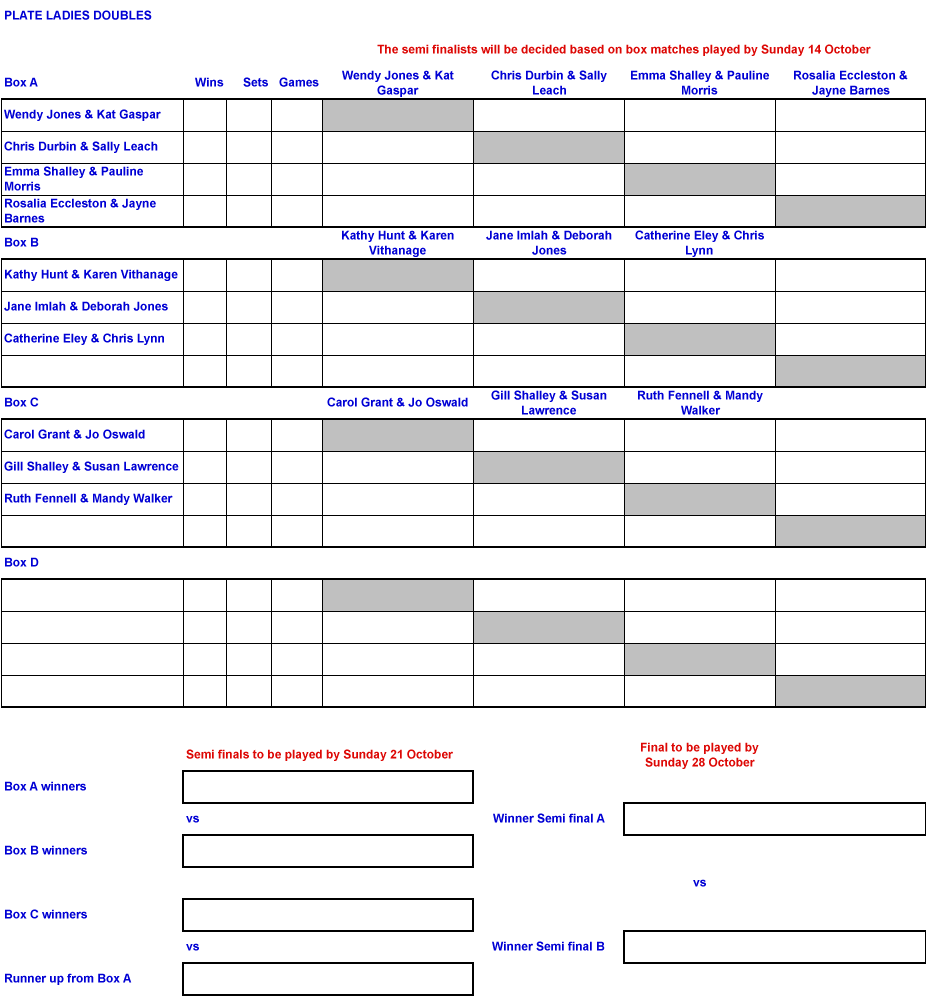 PLATE LADIES DOUBLES
The semi finalists will be decided based on box matches played by Sunday 14 October
Box A Wins Sets Games Wendy Jones & Kat Gaspar Chris Durbin & Sally Leach Emma Shalley & Pauline Morris Rosalia Eccleston & Jayne Barnes
Wendy Jones & Kat Gaspar
Chris Durbin & Sally Leach
Emma Shalley & Pauline
Morris
Rosalia Eccleston & Jayne
Barnes
Box B Kathy Hunt & Karen Vithanage Jane Imlah & Deborah Jones Catherine Eley & Chris Lynn
Kathy Hunt & Karen Vithanage
Jane Imlah & Deborah Jones
Catherine Eley & Chris Lynn
Box C Carol Grant & Jo Oswald Gill Shalley & Susan Lawrence Ruth Fennell & Mandy Walker
Carol Grant & Jo Oswald
Gill Shalley & Susan Lawrence
Ruth Fennell & Mandy Walker
Box D
Semi finals to be played by Sunday 21 October
Final to be played by
Sunday 28 October
Box A winners
vs
Winner Semi final A
Box B winners
vs
Box C winners
vs
Winner Semi final B
Runner up from Box A